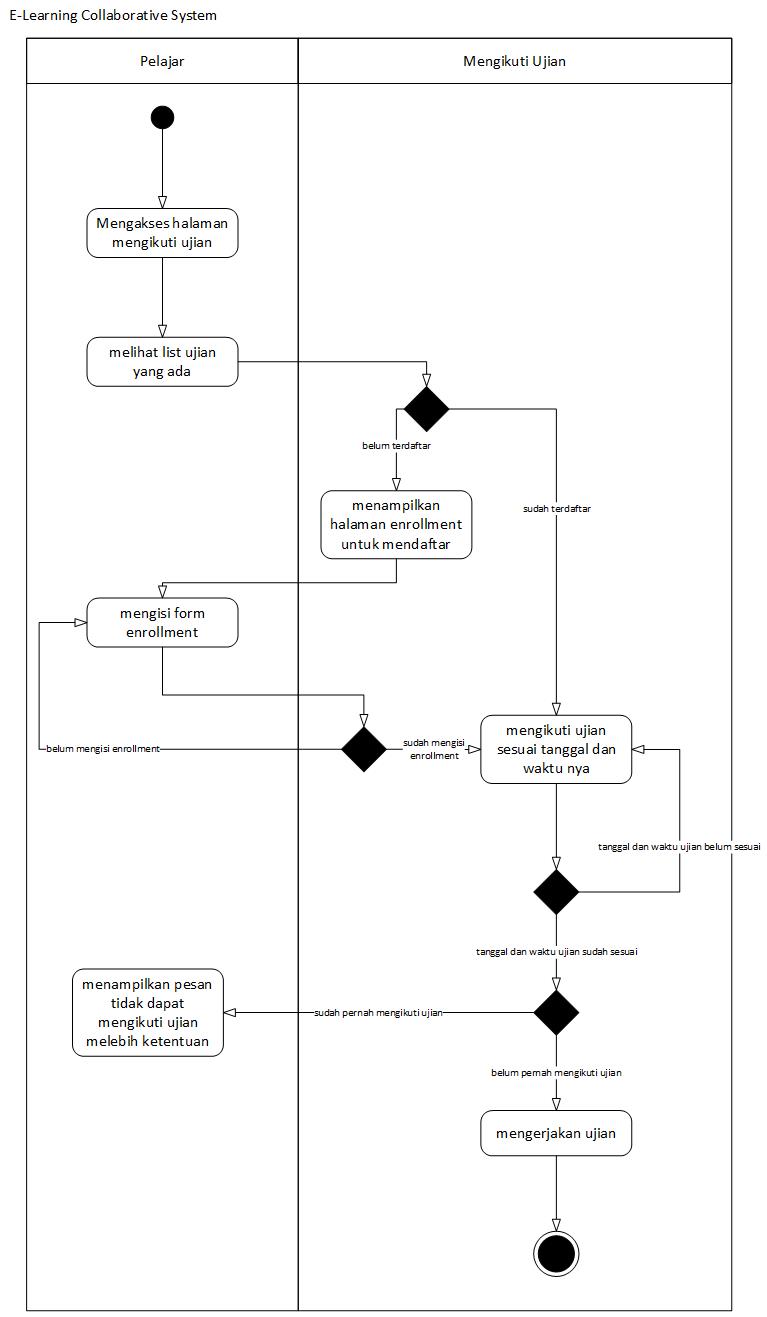 E-Learning Collaborative System
Pelajar
Mengikuti Ujian
Mengakses halaman
mengikuti ujian
melihat list ujian
yang ada
belum terdaftar
menampilkan
halaman enrollment
untuk mendaftar
sudah terdaftar
mengisi form
enrollment
belum mengisi enrollment
sudah mengisi
enrollment
mengikuti ujian
sesuai tanggal dan
waktu nya
tanggal dan waktu ujian belum sesuai
tanggal dan waktu ujian sudah sesuai
menampilkan pesan
tidak dapat
mengikuti ujian
melebih ketentuan
sudah pernah mengikuti ujian
belum pernah mengikuti ujian
mengerjakan ujian